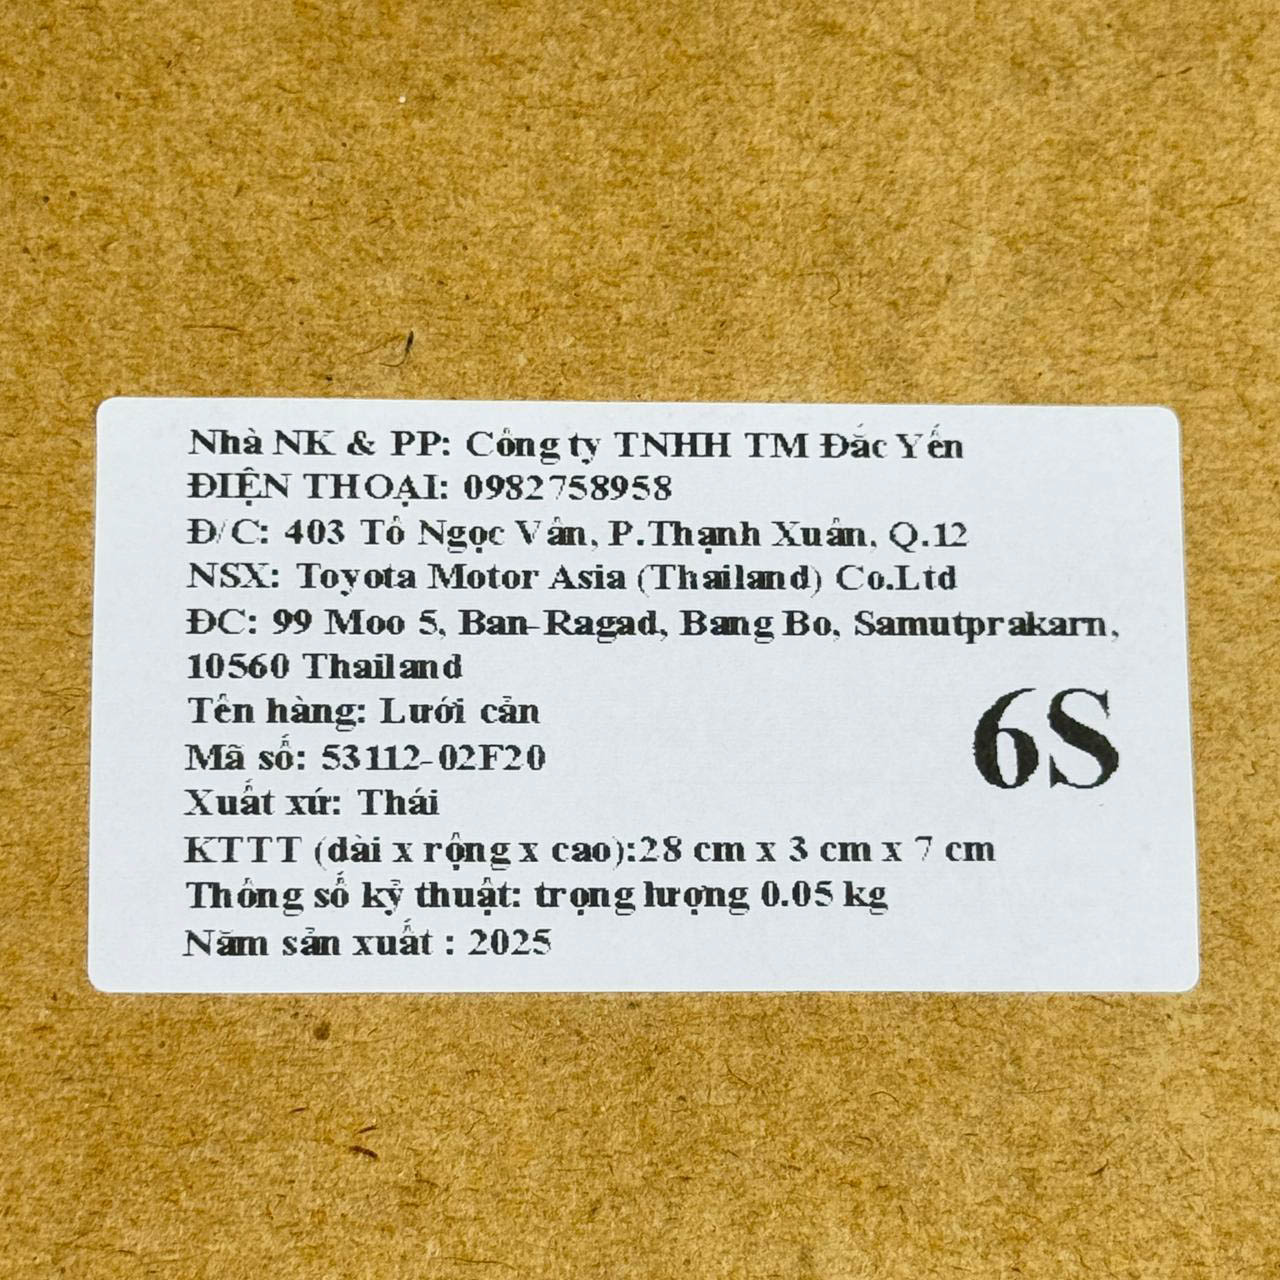 Nhà NK & PP: Công ty TNHH TM Đắc Yến
ĐIỆN THOẠI: 0982758958
Đ/C: 403 Tô Ngọc Vân, P.Thạnh Xuân, Q.12
NSX: Toyota Motor Asia (Thailand) Co.Ltd
ĐC: 99 Moo 5, Ban-Ragad, Bang Bo, Samutprakarn,
10560 Thailand
Tên hàng: Lưới cản
Mã số: 53112-02F20
Xuất xứ: Thái
KTTT (dài x rộng x cao):28 cm x 3 cm x 7 cm
Thông số kỷ thuật: trọng lượng 0.05 kg
Năm sản xuất : 2025
6S